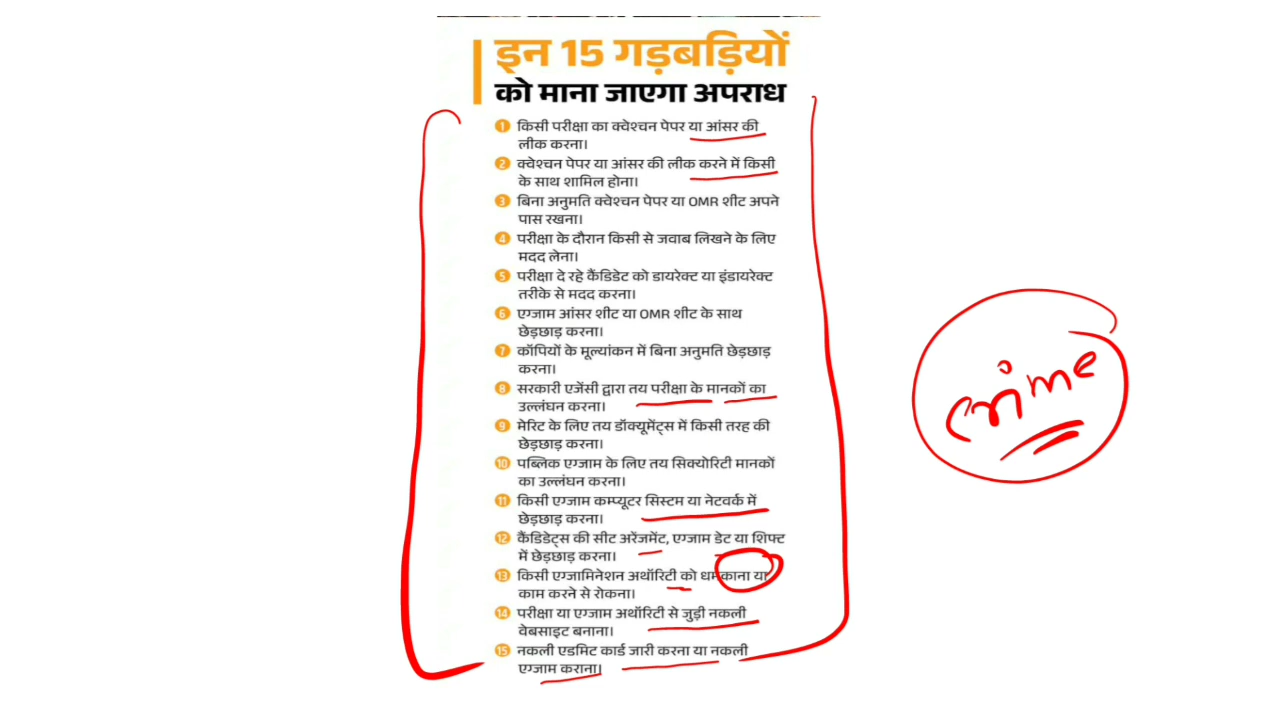 इन 15 गड़बड़ियों
को माना जाएगा अपराध
1 किसी परीक्षा का क्वेश्चन पेपर या आंसर की
लीक करना।
2 क्वेश्चन पेपर या आंसर की लीक करने में किसी
के साथ शामिल होना।
3 बिना अनुमति क्वेश्चन पेपर या OMR शीट अपने
पास रखना।
4 परीक्षा के दौरान किसी से जवाब लिखने के लिए
मदद लेना।
5 परीक्षा दे रहे कैंडिडेट को डायरेक्ट या इंडायरेक्ट
तरीके से मदद करना।
6 एग्जाम आंसर शीट या OMR शीट के साथ
छेड़छाड़ करना।
7 कॉपियों के मूल्यांकन में बिना अनुमति छेड़छाड़
करना।
8 सरकारी एजेंसी द्वारा तय परीक्षा के मानकों का
उल्लंघन करना।
9 मेरिट के लिए तय डॉक्यूमेंट्स में किसी तरह की
छेड़छाड़ करना।
10 पब्लिक एग्जाम के लिए तय सिक्योरिटी मानकों
का उल्लंघन करना।
11 किसी एग्जाम कम्प्यूटर सिस्टम या नेटवर्क में
छेड़छाड़ करना।
12 कैंडिडेट्स की सीट अरेंजमेंट, एग्जाम डेट या शिफ्ट
में छेड़छाड़ करना।
13 किसी एग्जामिनेशन अथॉरिटी को धमकाना या
काम करने से रोकना।
14 परीक्षा या एग्जाम अथॉरिटी से जुड़ी नकली
वेबसाइट बनाना।
15 नकली एडमिट कार्ड जारी करना या नकली
एग्जाम कराना।
crime